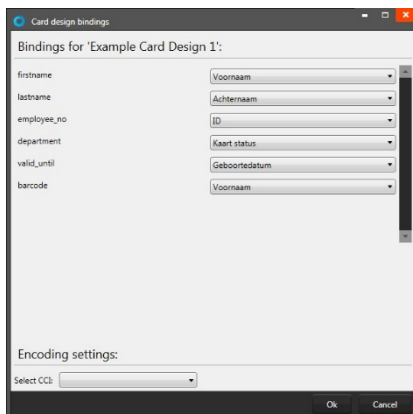 Card design bindings
Bindings for 'Example Card Design 1':
firstname Voornaam
lastname Achternaam
employee_no ID
department Kaart status
valid_until Geboortedatum
barcode Voornaam
Encoding settings:
Select CCI:
Ok Cancel